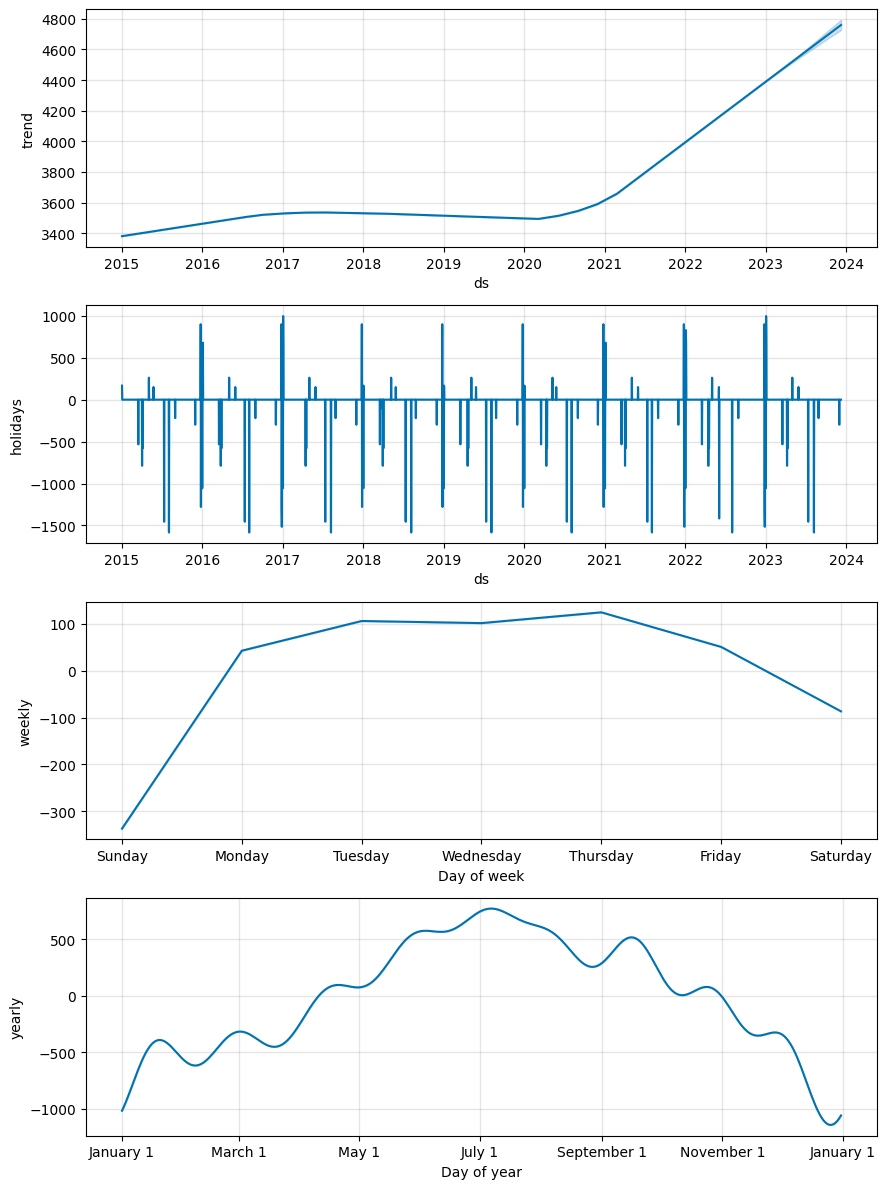 4800
4600
4400
4200
4000
3800
3600
3400
trend
2015 2016 2017 2018 2019 2020 2021 2022 2023 2024
ds
1000
500
0
−500
−1000
−1500
holidays
2015 2016 2017 2018 2019 2020 2021 2022 2023 2024
ds
100
0
−100
−200
−300
weekly
Sunday Monday Tuesday Wednesday Thursday Friday Saturday
Day of week
500
0
−500
−1000
yearly
January 1 March 1 May 1 July 1 September 1 November 1 January 1
Day of year